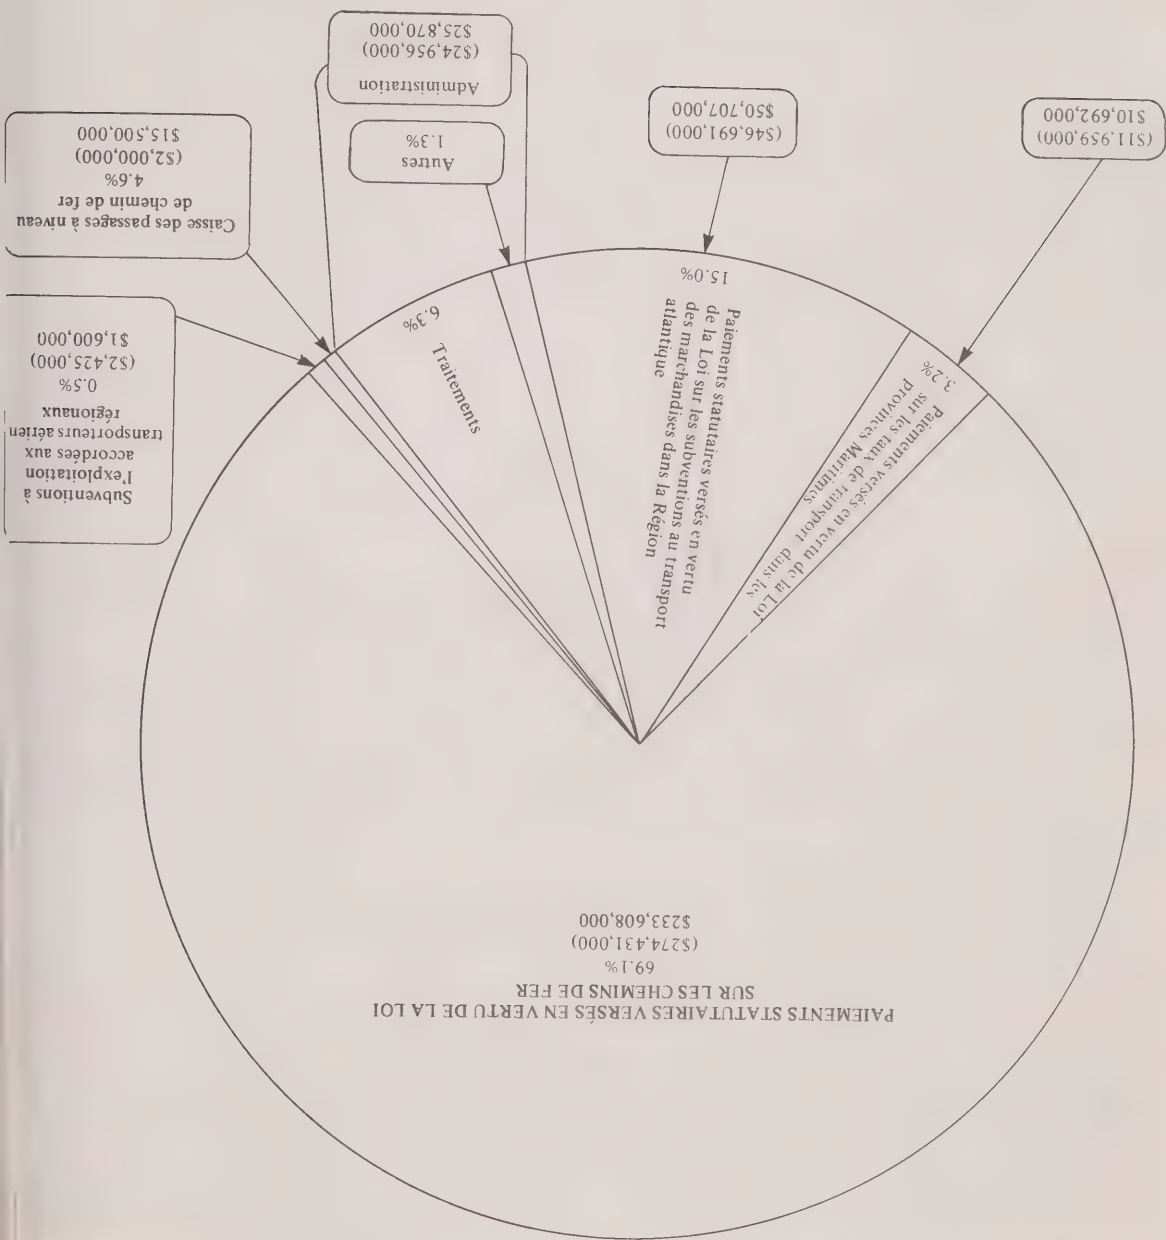 PAIEMENTS STATUTAIRES VERSÉS EN VERTU DE LA LOI
SUR LES CHEMINS DE FER
69.1%
($274,431,000)
$233,608,000
Paiements versés en vertu de la Loi
sur les taux de transport dans les
provinces Maritimes
3.2%
($11.959,000)
$10,692,000
Paiements statutaires versés en vertu
de la Loi sur les subventions au transport
des marchandises dans la Région
atlantique
15.0%
($46,691,000)
$50,707,000
Traitements
6.3%
Autres
1.3%
Administration
($24,956,000)
$25,870,000
Subventions à
l'exploitation
accordées aux
transporteurs aérien
régionaux
0.5%
($2,425,000)
$1,600,000
Caisse des passages à niveau
de chemin de fer
4.6%
($2,000,000)
$15,500,000